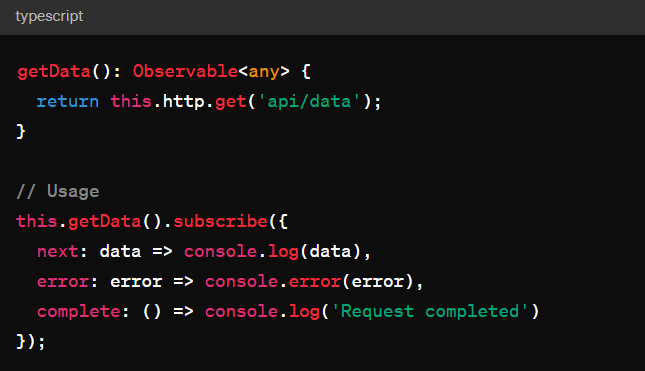 typescript
getData(): Observable<any> {
  return this.http.get('api/data');
}
// Usage
this.getData().subscribe({
  next: data => console.log(data),
  error: error => console.error(error),
  complete: () => console.log('Request completed')
});